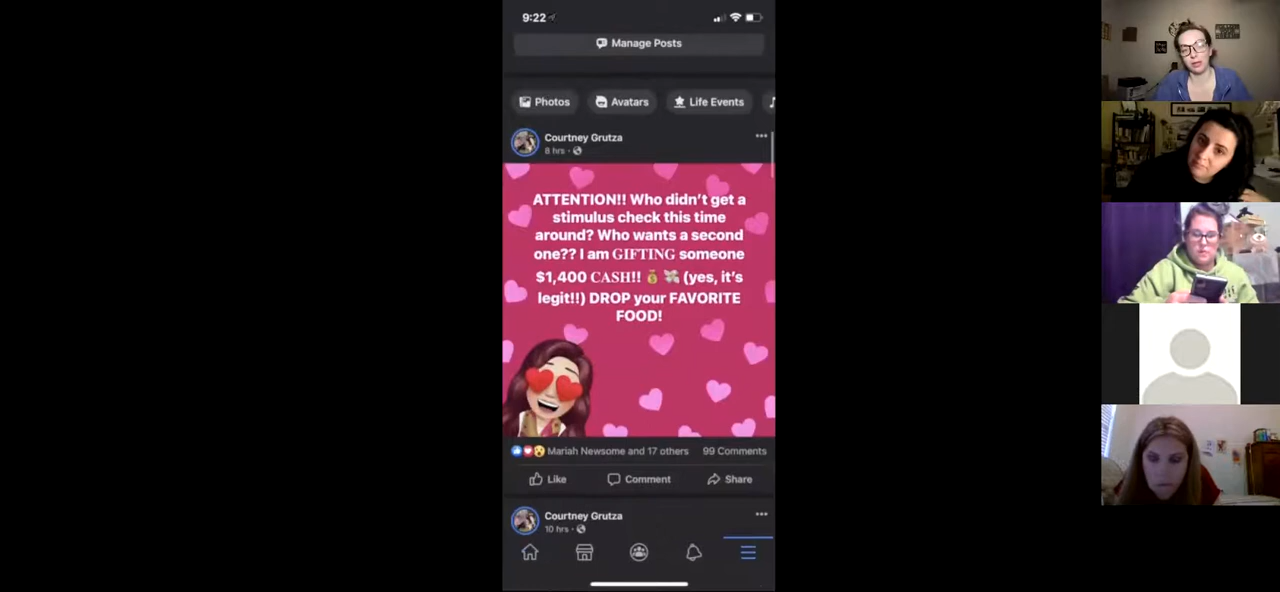 9:22
Manage Posts
Photos
Avatars
Life Events
Courtney Grutza
8 hrs ·
ATTENTION!! Who didn't get a
stimulus check this time
around? Who wants a second
one?? I am GIFTING someone
$1,400 CASH!! 💰 💸 (yes, it's
legit!!) DROP your FAVORITE
FOOD!
Mariah Newsome and 17 others
99 Comments
Like
Comment
Share
Courtney Grutza
10 hrs ·